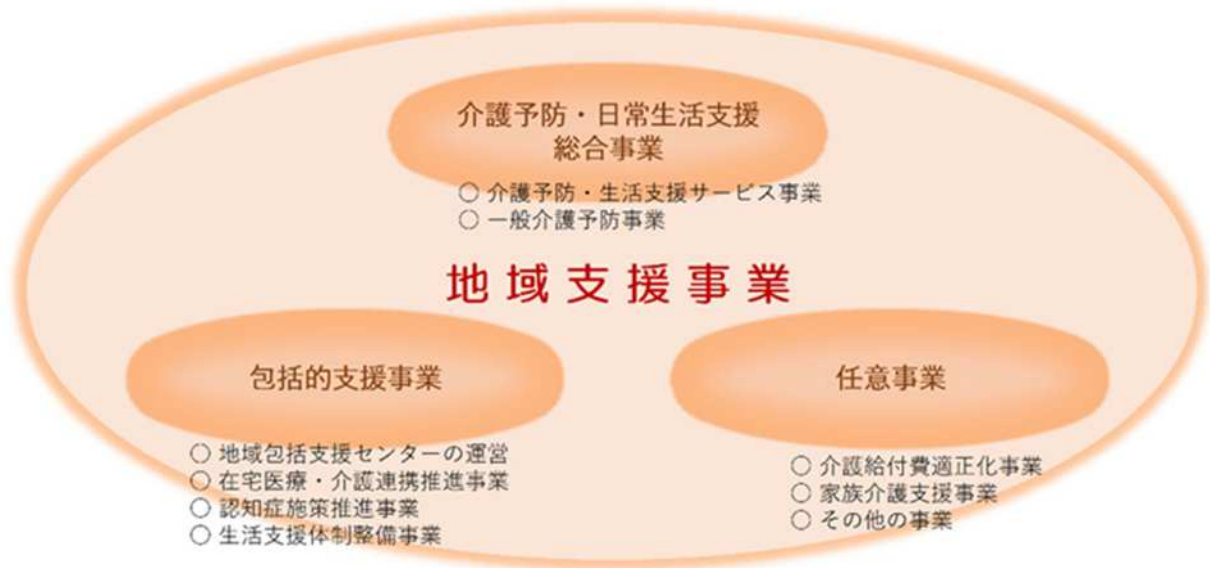 介護予防・日常生活支援
総合事業
○ 介護予防・生活支援サービス事業
○ 一般介護予防事業
地域支援事業
包括的支援事業
○ 地域包括支援センターの運営
○ 在宅医療・介護連携推進事業
○ 認知症施策推進事業
○ 生活支援体制整備事業
任意事業
○ 介護給付費適正化事業
○ 家族介護支援事業
○ その他の事業